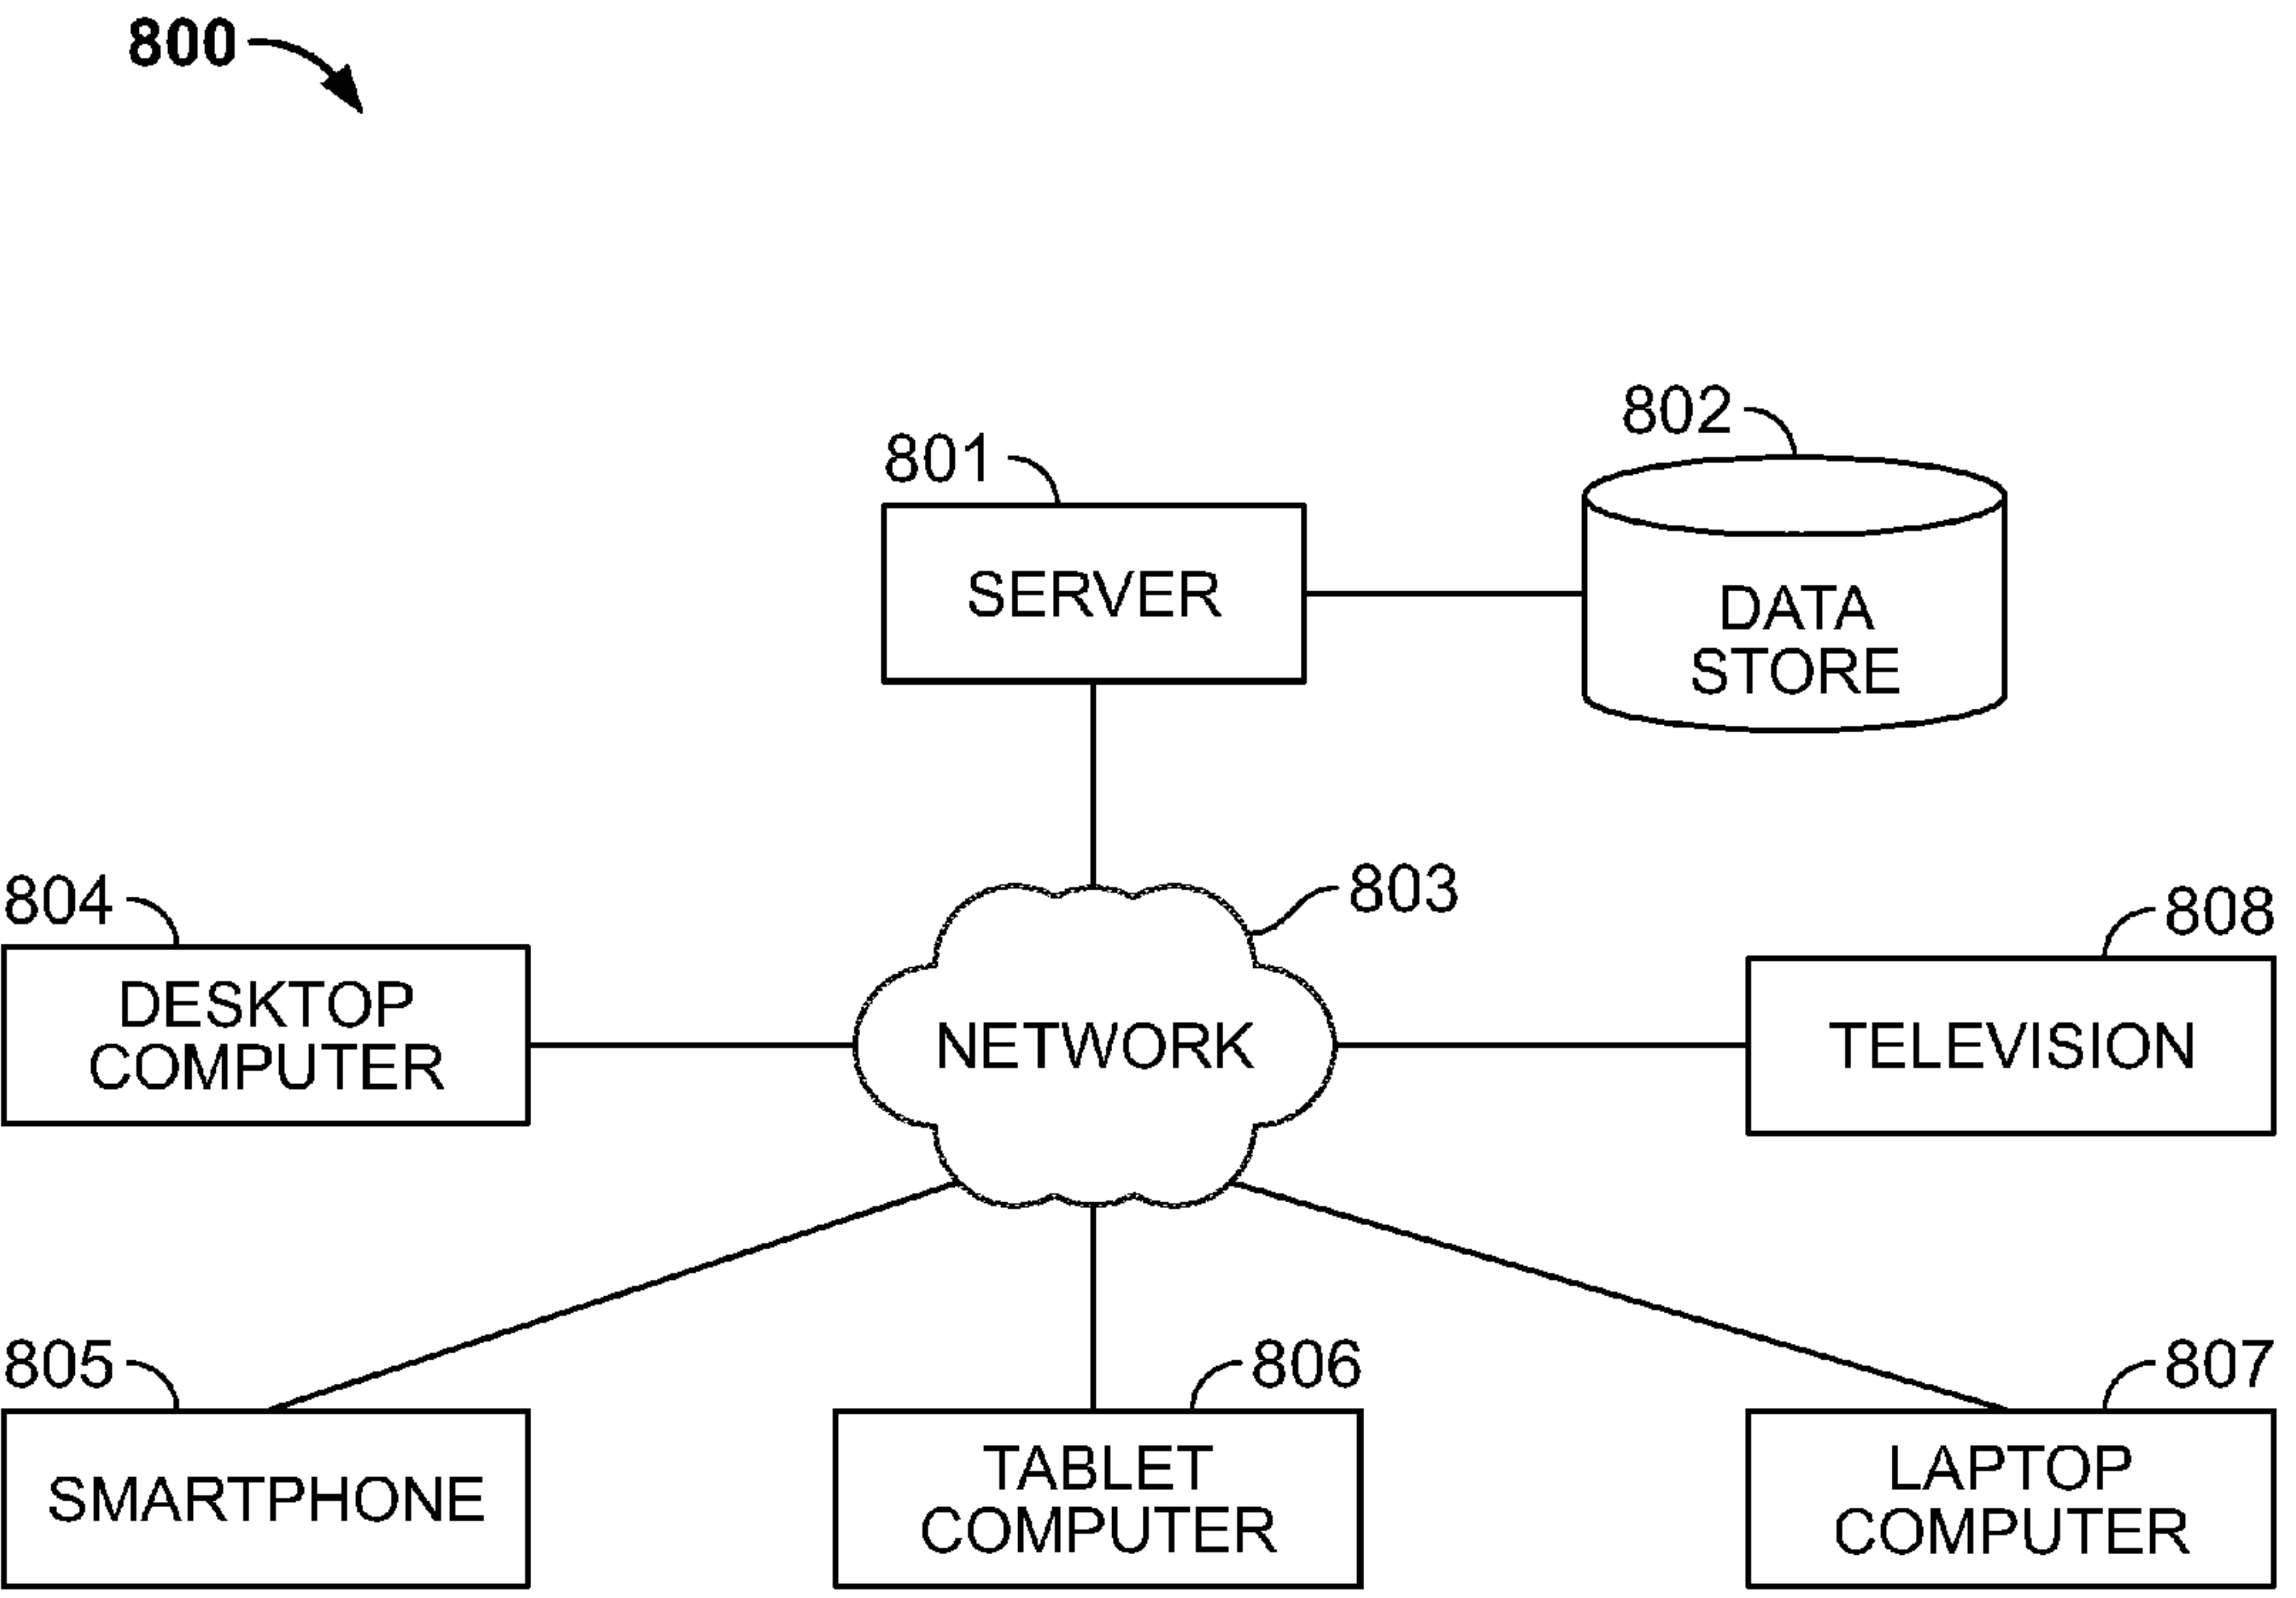 800
802
801
SERVER
DATA
STORE
803
804
808
DESKTOP
COMPUTER
NETWORK
TELEVISION
805
806
807
SMARTPHONE
TABLET
COMPUTER
LAPTOP
COMPUTER